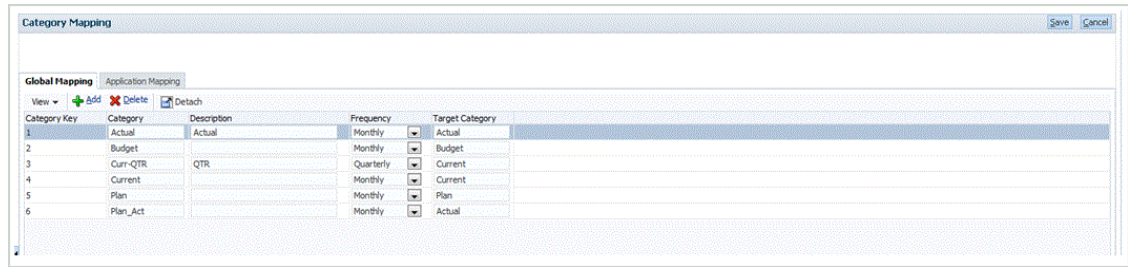 Category Mapping Save Cancel
Global Mapping Application Mapping
View Add Delete Detach
Category Key Category Description Frequency Target Category
1 Actual Actual Monthly Actual
2 Budget Monthly Budget
3 Curr-QTR QTR Quarterly Current
4 Current Monthly Current
5 Plan Monthly Plan
6 Plan_Act Monthly Actual